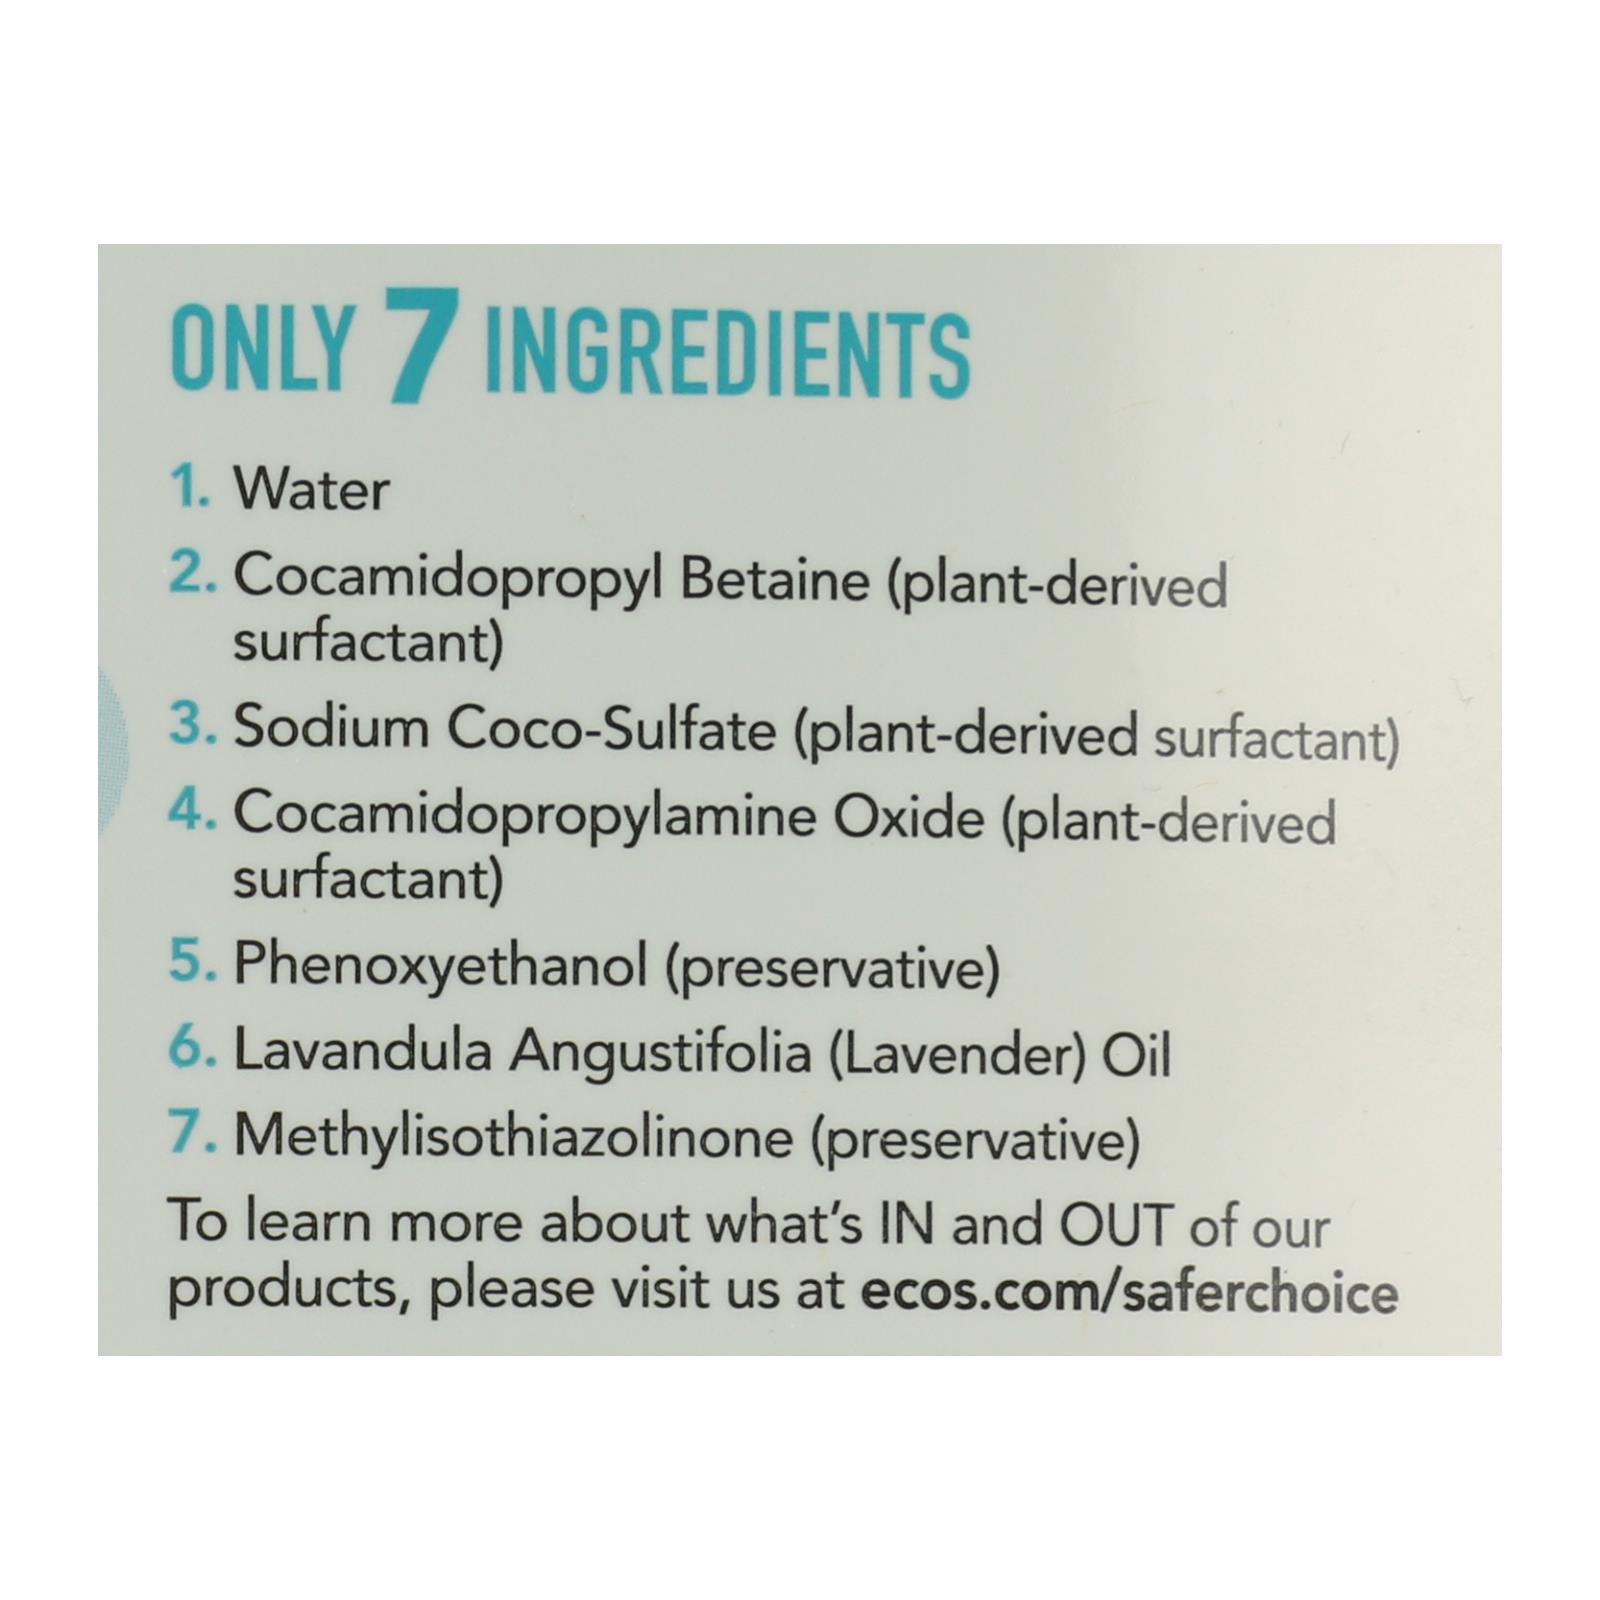 ONLY 7 INGREDIENTS
1. Water
2. Cocamidopropyl Betaine (plant-derived
surfactant)
3. Sodium Coco-Sulfate (plant-derived surfactant)
4. Cocamidopropylamine Oxide (plant-derived
surfactant)
5. Phenoxyethanol (preservative)
6. Lavandula Angustifolia (Lavender) Oil
7. Methylisothiazolinone (preservative)
To learn more about what’s IN and OUT of our
products, please visit us at ecos.com/saferchoice